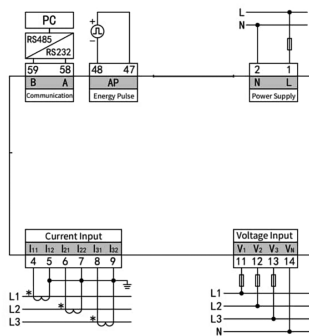 PC
RS485
RS232
59 58
B A
Communication
+
-
48 47
AP
Energy Pulse
L
N
2 1
N L
Power Supply
Current Input
I11 I12 I21 I22 I31 I32
4 5 6 7 8 9
L1 *
L2 *
L3 *
Voltage Input
V1 V2 V3 VN
11 12 13 14
L1
L2
L3
N